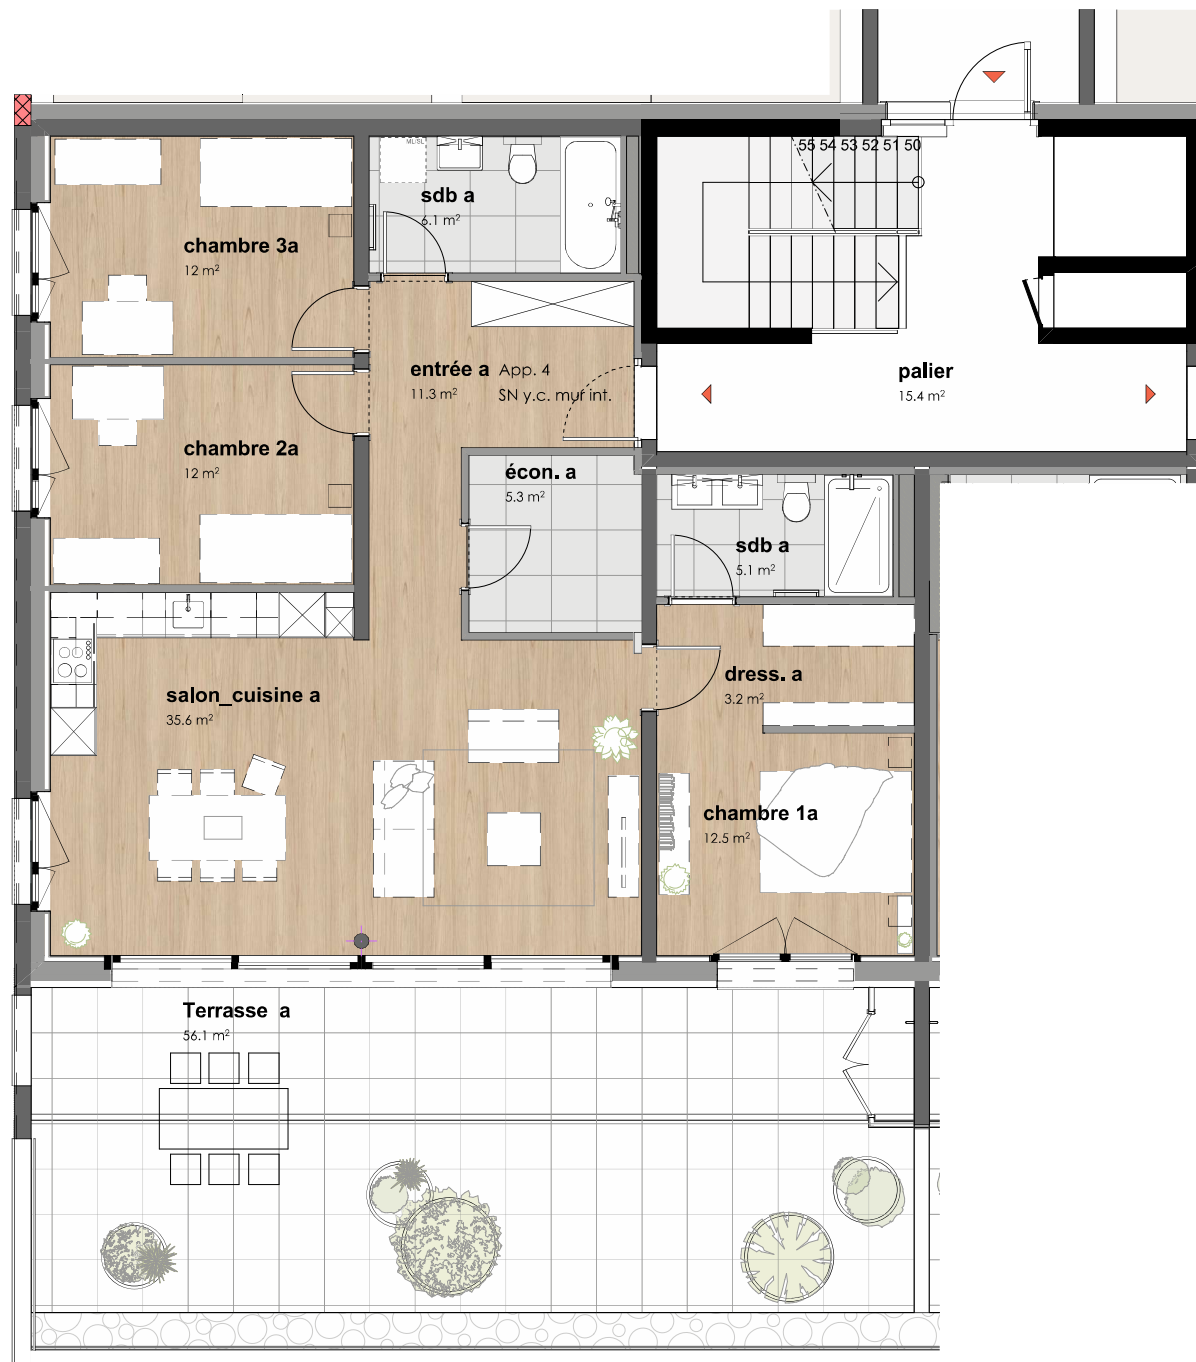 55 54 53 52 51 50
ML/SL
sdb a
6.1 m²
chambre 3a
12 m²
entrée a App. 4
11.3 m² SN y.c. mur int.
palier
15.4 m²
chambre 2a
12 m²
écon. a
5.3 m²
sdb a
5.1 m²
dress. a
3.2 m²
salon_cuisine a
35.6 m²
chambre 1a
12.5 m²
Terrasse a
56.1 m²